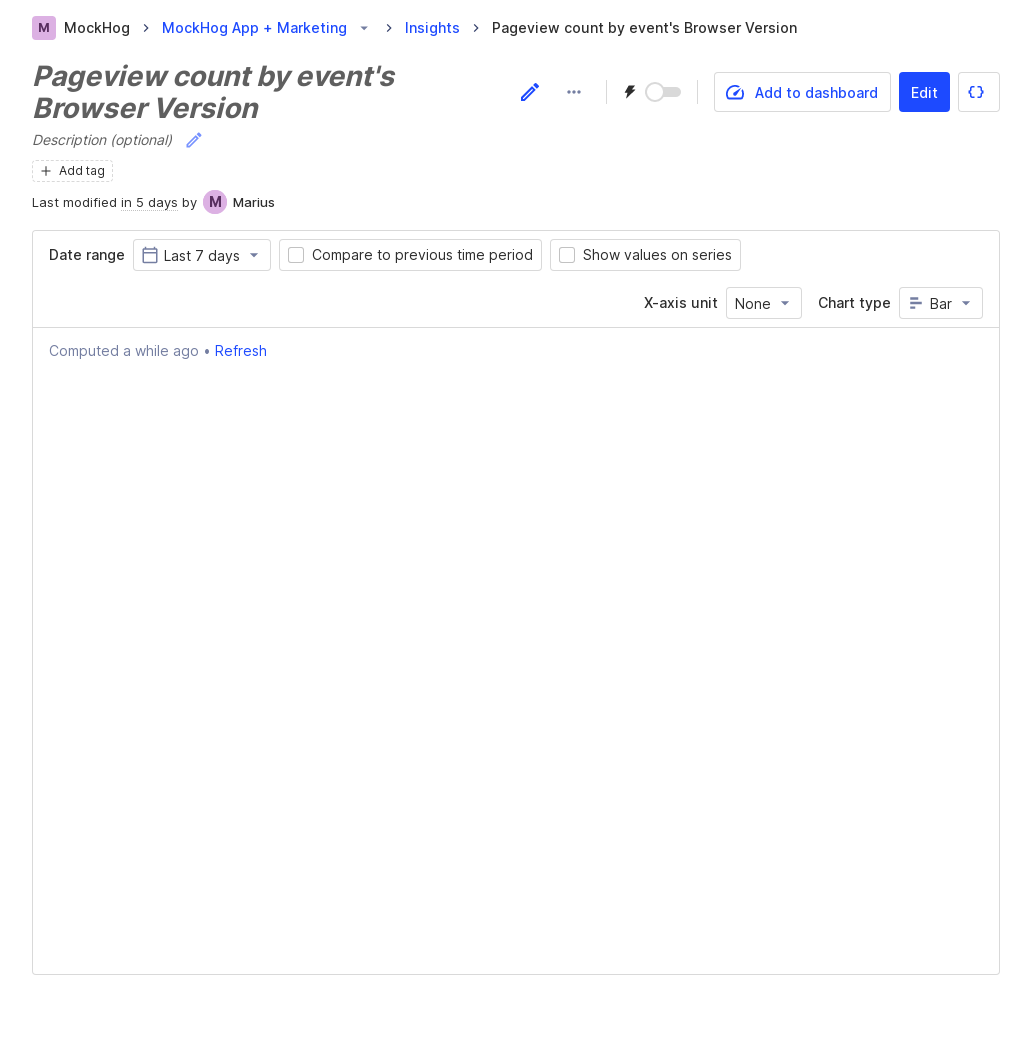 M MockHog MockHog App + Marketing Insights Pageview count by event's Browser Version
Pageview count by event's
Browser Version
Add to dashboard Edit
Description (optional)
Add tag
Last modified in 5 days by M Marius
Date range Last 7 days Compare to previous time period Show values on series
X-axis unit None Chart type Bar
Computed a while ago • Refresh